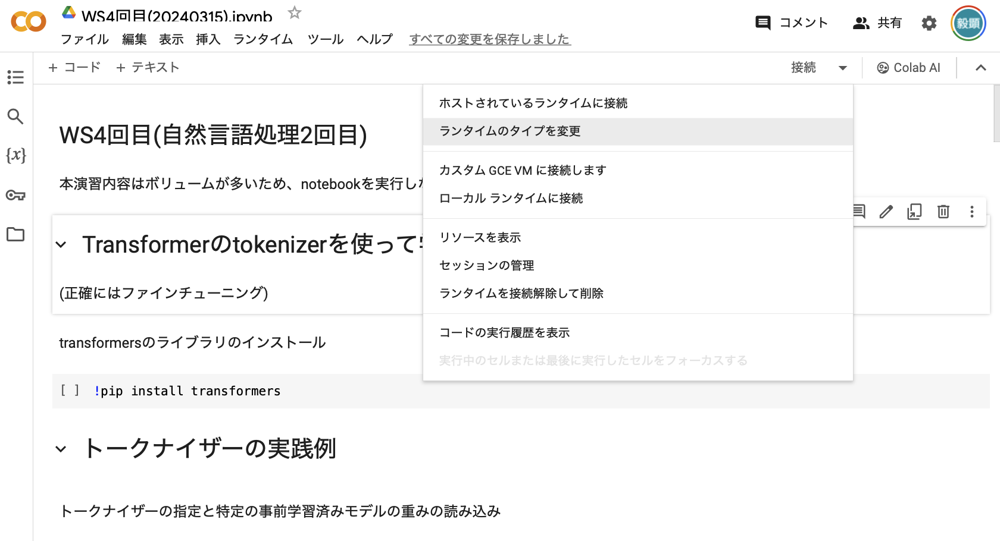 WS4回目(20240315).ipynb
コメント
共有
毅顕
ファイル 編集 表示 挿入 ランタイム ツール ヘルプ すべての変更を保存しました
+ コード + テキスト
接続
Colab AI
{x}
WS4回目(自然言語処理2回目)
本演習内容はボリュームが多いため、notebookを実行し
Transformerのtokenizerを使って
(正確にはファインチューニング)
transformersのライブラリのインストール
[ ] !pip install transformers
トークナイザーの実践例
トークナイザーの指定と特定の事前学習済みモデルの重みの読み込み
ホストされているランタイムに接続
ランタイムのタイプを変更
カスタム GCE VM に接続します
ローカル ランタイムに接続
リソースを表示
セッションの管理
ランタイムを接続解除して削除
コードの実行履歴を表示
実行中のセルまたは最後に実行したセルをフォーカスする